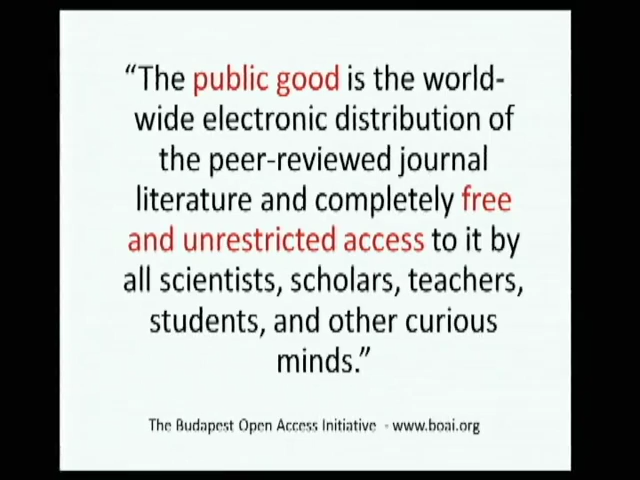 “The public good is the world-
wide electronic distribution of
the peer-reviewed journal
literature and completely free
and unrestricted access to it by
all scientists, scholars, teachers,
students, and other curious
minds.”
The Budapest Open Access Initiative - www.boai.org